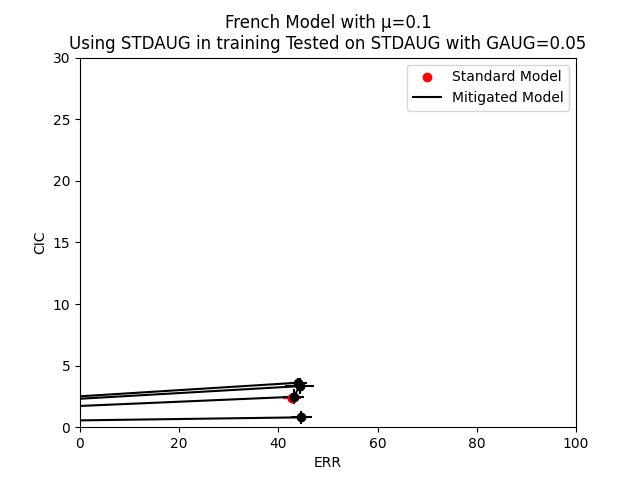 French Model with μ=0.1
Using STDAUG in training Tested on STDAUG with GAUG=0.05
Standard Model
Mitigated Model
CIC
30
25
20
15
10
5
0
0 20 40 60 80 100
ERR